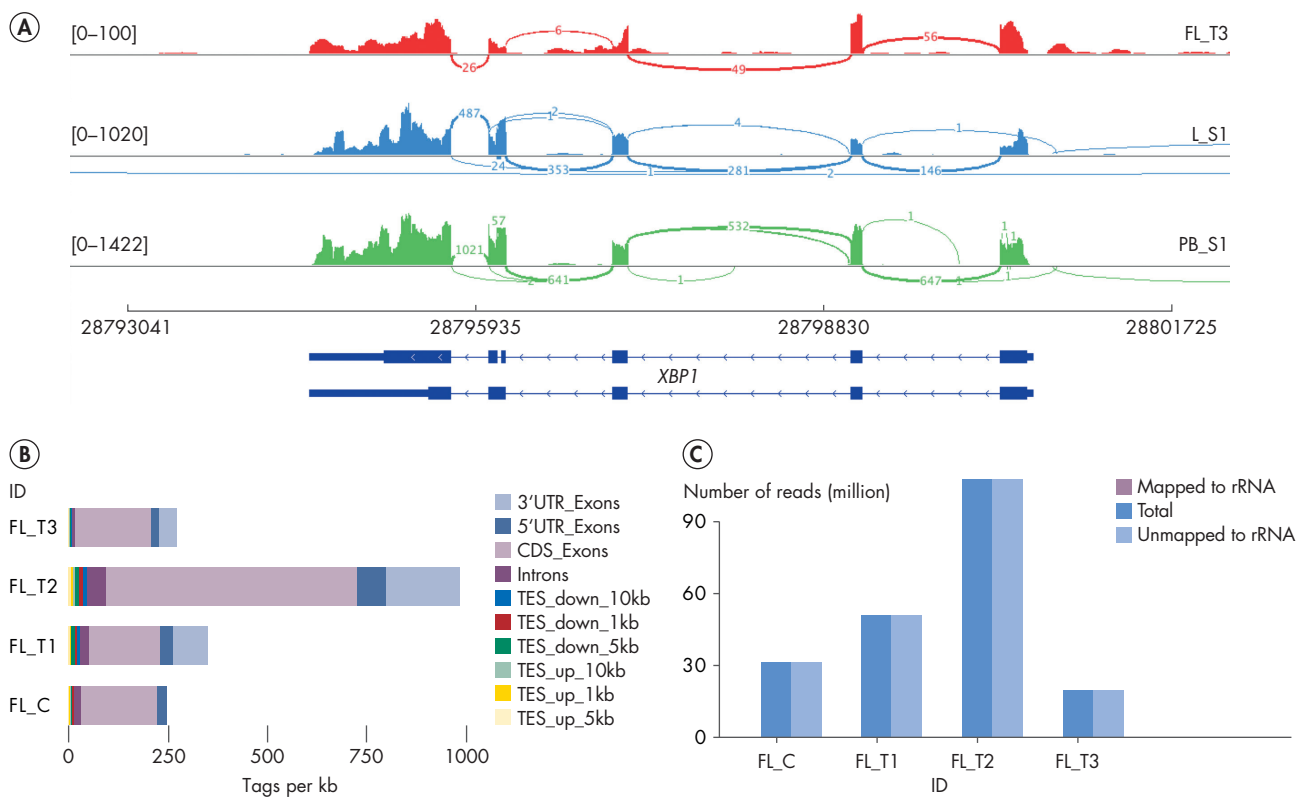 A
[0–100]
FL_T3
6
56
26
49
[0–1020]
L_S1
487
2
1
4
1
24
353
1
281
2
146
[0–1422]
PB_S1
57
532
1
1
1
1021
2
641
1
647
1
1
28793041
28795935
28798830
28801725
XBP1
B
ID
FL_T3
FL_T2
FL_T1
FL_C
0
250
500
750
1000
Tags per kb
3’UTR_Exons
5’UTR_Exons
CDS_Exons
Introns
TES_down_10kb
TES_down_1kb
TES_down_5kb
TES_up_10kb
TES_up_1kb
TES_up_5kb
C
Number of reads (million)
90
60
30
0
FL_C
FL_T1
FL_T2
FL_T3
ID
Mapped to rRNA
Total
Unmapped to rRNA